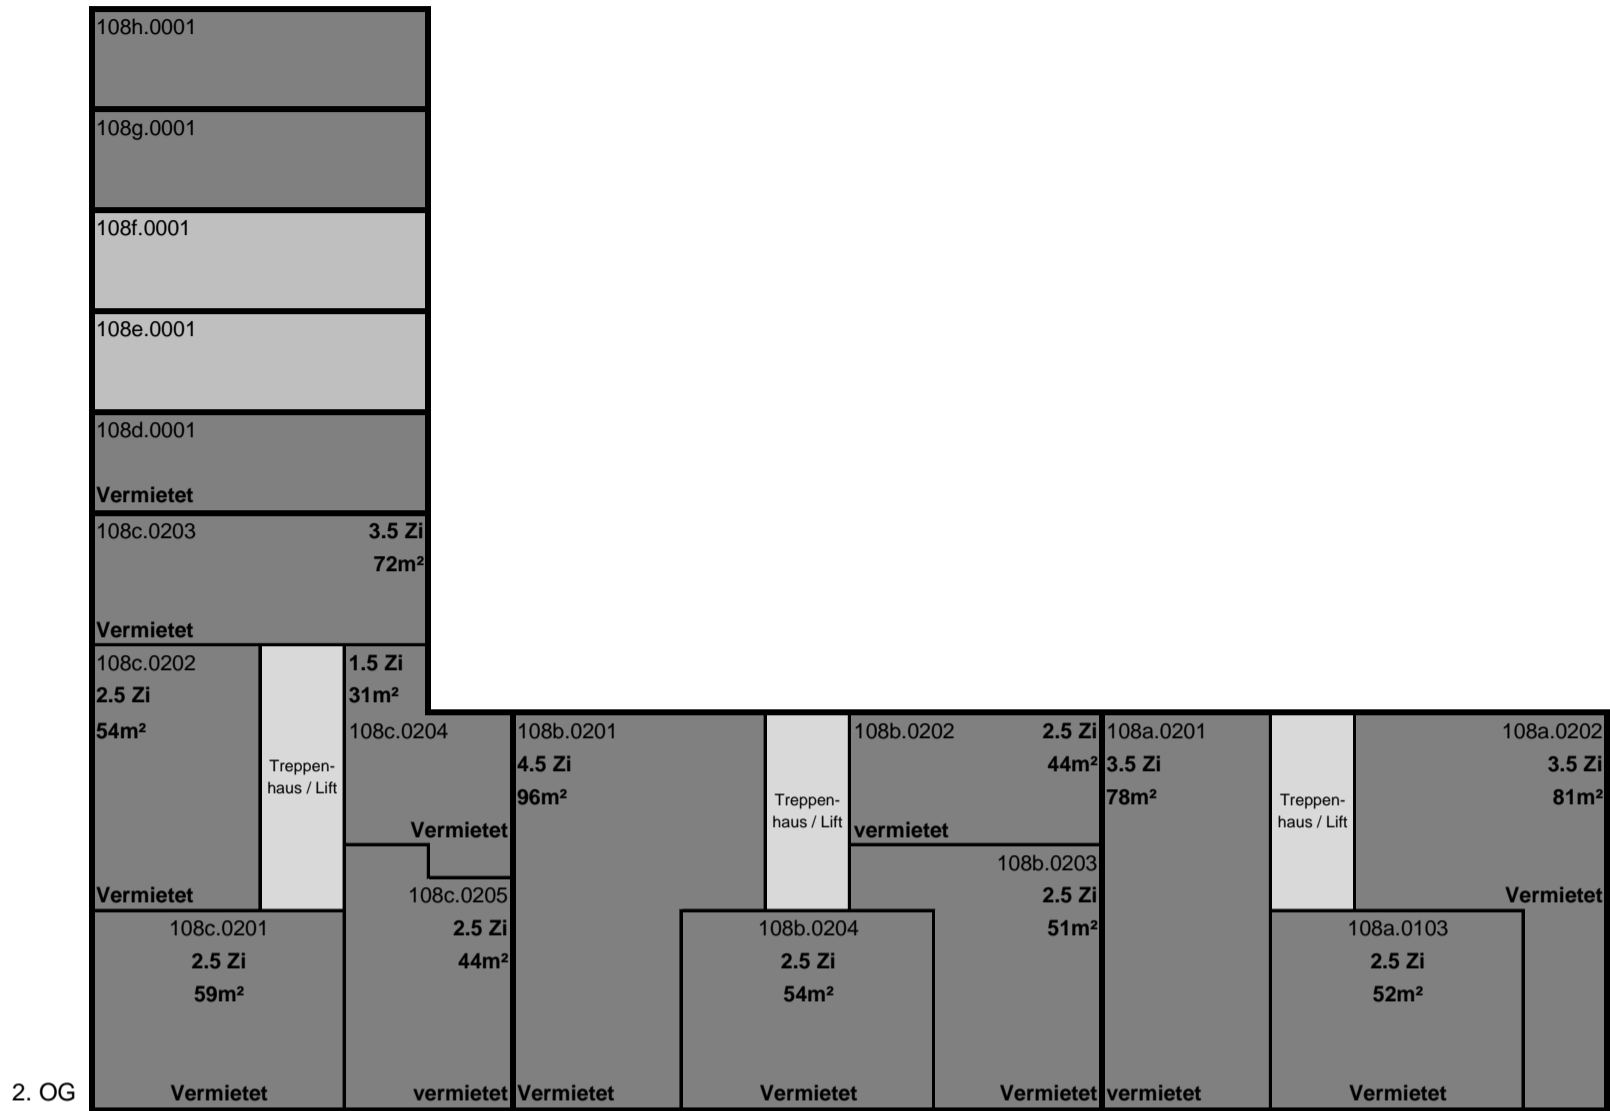 108h.0001
108g.0001
108f.0001
108e.0001
108d.0001
Vermietet
108c.0203
3.5 Zi
72m²
Vermietet
108c.0202
2.5 Zi
54m²
Vermietet
Treppen-
haus / Lift
1.5 Zi
31m²
108c.0204
Vermietet
108c.0205
2.5 Zi
44m²
vermietet
108c.0201
2.5 Zi
59m²
Vermietet
108b.0201
4.5 Zi
96m²
Vermietet
Treppen-
haus / Lift
108b.0202
2.5 Zi
44m²
vermietet
108b.0203
2.5 Zi
51m²
Vermietet
108b.0204
2.5 Zi
54m²
Vermietet
108a.0201
3.5 Zi
78m²
vermietet
Treppen-
haus / Lift
108a.0202
3.5 Zi
81m²
Vermietet
108a.0103
2.5 Zi
52m²
Vermietet
2. OG